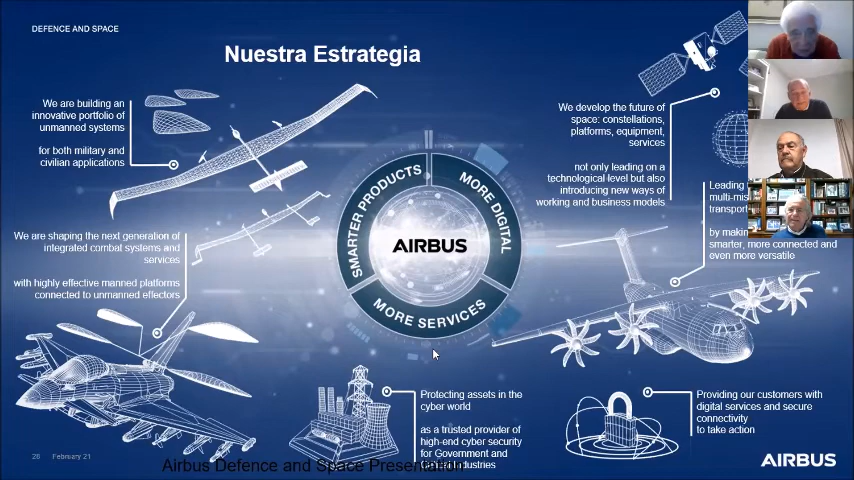 DEFENCE AND SPACE
Nuestra Estrategia
We are building an
innovative portfolio of
unmanned systems
for both military and
civilian applications
We are shaping the next generation of
integrated combat systems and
services
with highly effective manned platforms
connected to unmanned effectors
SMARTER PRODUCTS
MORE DIGITAL
MORE SERVICES
AIRBUS
We develop the future of
space: constellations,
platforms, equipment,
services
not only leading on a
technological level but also
introducing new ways of
working and business models
Leading
smarter, more connected and
even more versatile
Protecting assets in the
cyber world
as a trusted provider of
high-end cyber security
for Government and
Industries
Providing our customers with
digital services and secure
connectivity
to take action
28 February 21
Airbus Defence and Space Presentation
AIRBUS